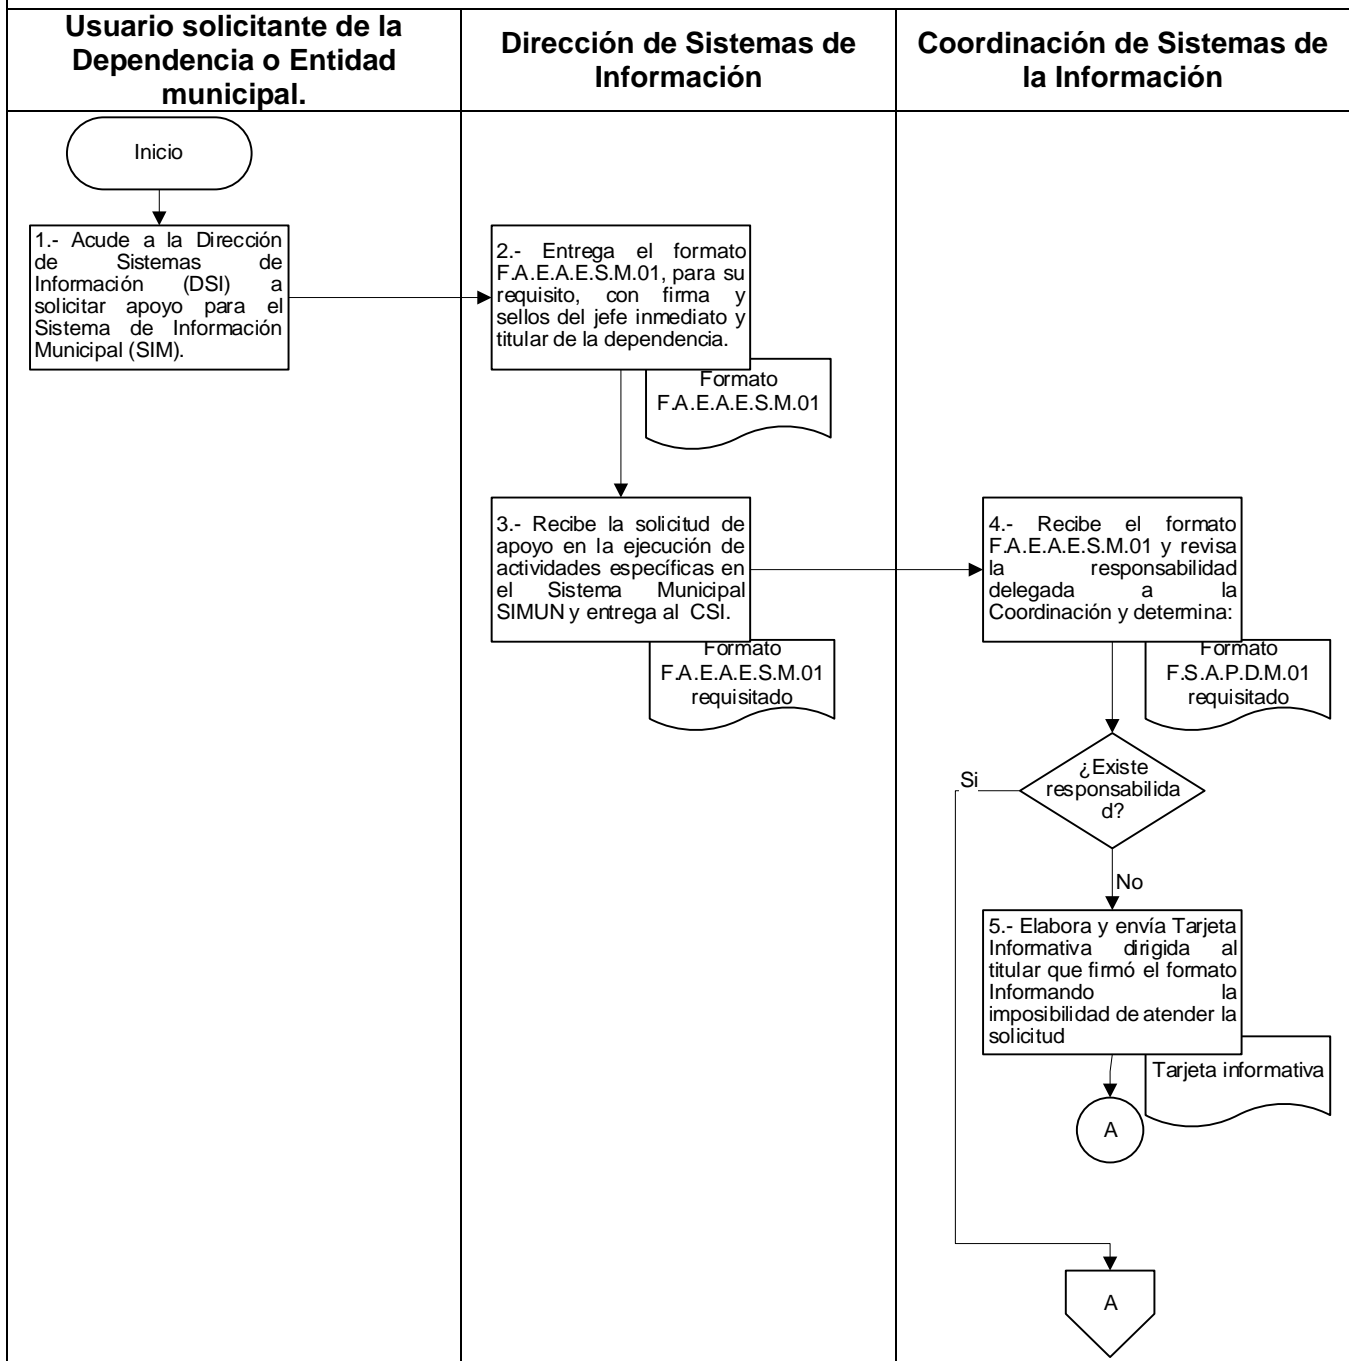 Usuario solicitante de la
Dependencia o Entidad
municipal.
Dirección de Sistemas de
Información
Coordinación de Sistemas de
la Información
Inicio
1.- Acude a la Dirección
de Sistemas de
Información (DSI) a
solicitar apoyo para el
Sistema de Información
Municipal (SIM).
2.- Entrega el formato
F.A.E.A.E.S.M.01, para su
requisito, con firma y
sellos del jefe inmediato y
titular de la dependencia.
Formato
F.A.E.A.E.S.M.01
3.- Recibe la solicitud de
apoyo en la ejecución de
actividades específicas en
el Sistema Municipal
SIMUN y entrega al CSI.
Formato
F.A.E.A.E.S.M.01
requisitado
4.- Recibe el formato
F.A.E.A.E.S.M.01 y revisa
la responsabilidad
delegada a la
Coordinación y determina:
Formato
F.S.A.P.D.M.01
requisitado
¿Existe
responsabilida
d?
Si
No
5.- Elabora y envía Tarjeta
Informativa dirigida al
titular que firmó el formato
Informando la
imposibilidad de atender la
solicitud
Tarjeta informativa
A
A